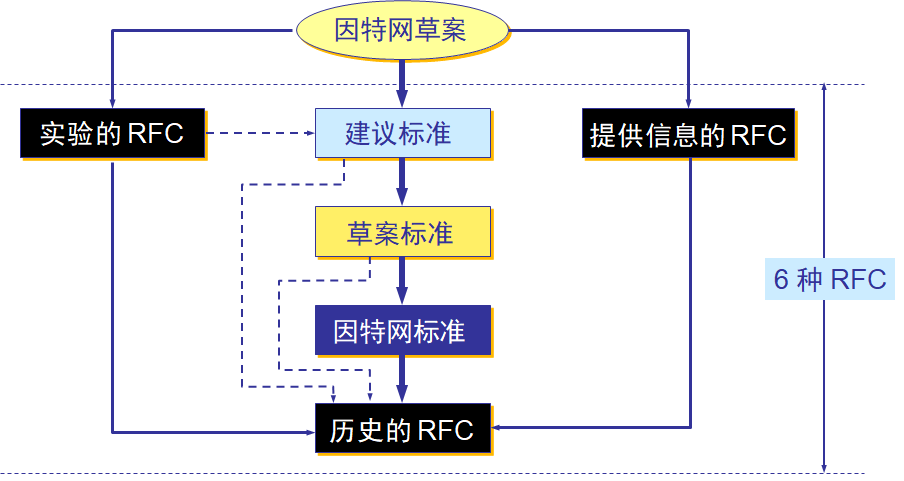 因特网草案
实验的 RFC
建议标准
提供信息的 RFC
草案标准
6 种 RFC
因特网标准
历史的 RFC